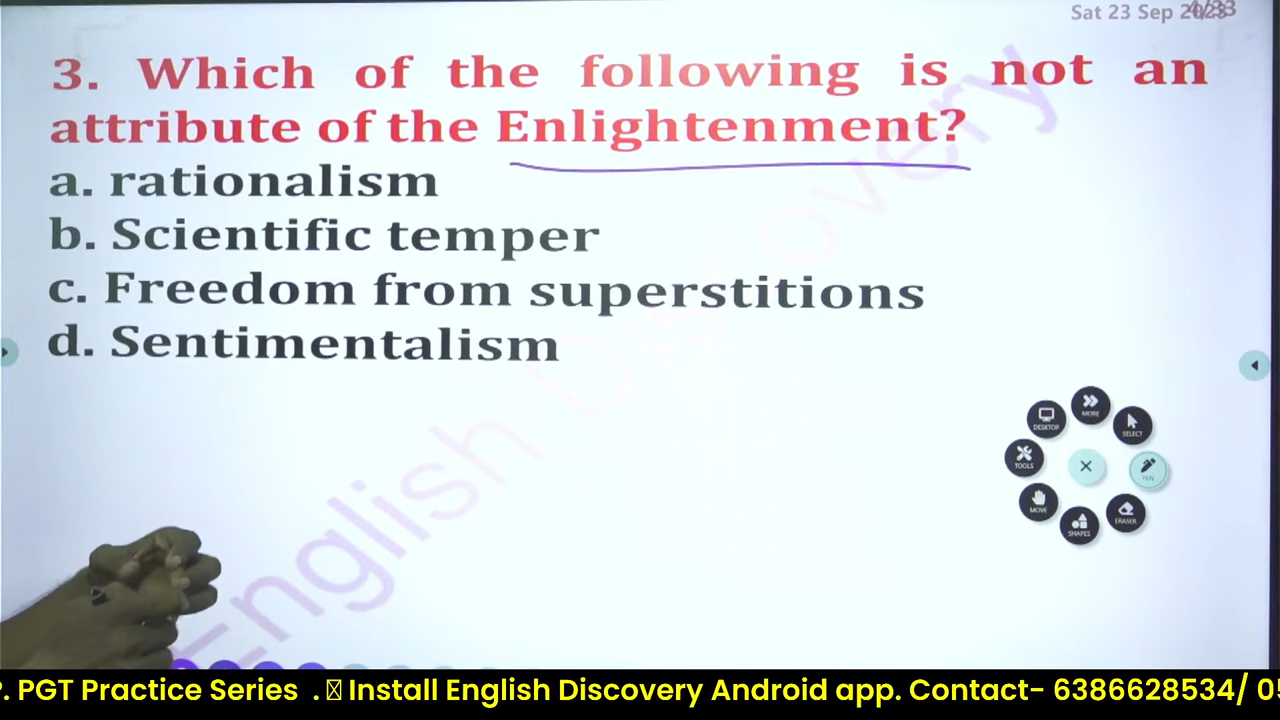 Sat 23 Sep
3. Which of the following is not an
attribute of the Enlightenment?
a. rationalism
b. Scientific temper
c. Freedom from superstitions
d. Sentimentalism
English Discovery
MORE
DESKTOP
SELECT
TOOLS
PEN
MOVE
ERASER
SHAPES
. PGT Practice Series . Install English Discovery Android app. Contact- 6386628534/